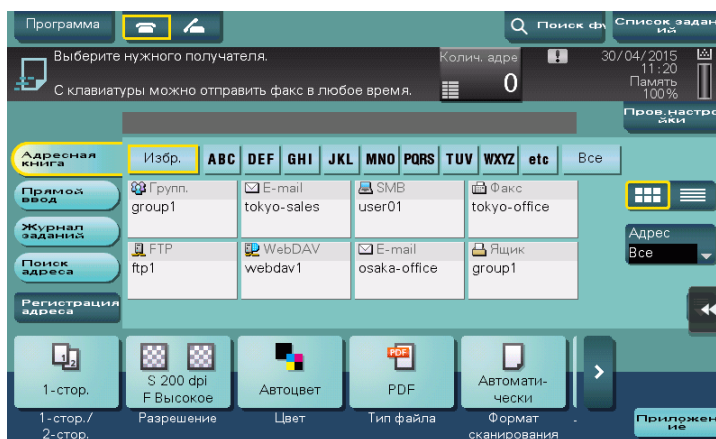 Программа
Поиск фу
Список задан
ия
Выберите нужного получателя.
С клавиатуры можно отправить факс в любое время.
Колич. адре
0
30/04/2015
11:20
Память
100%
Пров.настро
йки
Адресная
книга
Избр.
ABC
DEF
GHI
JKL
MNO
PQRS
TUV
WXYZ
etc
Все
Прямой
ввод
Журнал
заданий
Поиск
адреса
Регистрация
адреса
Групп.
group1
E-mail
tokyo-sales
SMB
user01
Факс
tokyo-office
FTP
ftp1
WebDAV
webdav1
E-mail
osaka-office
Ящик
group1
Адрес
Все
1 2
1-стор.
S 200 dpi
F Высокое
Автоцвет
PDF
PDF
Автомати-
чески
1-стор./
2-стор.
Разрешение
Цвет
Тип файла
Формат
сканирования
Приложен
ие